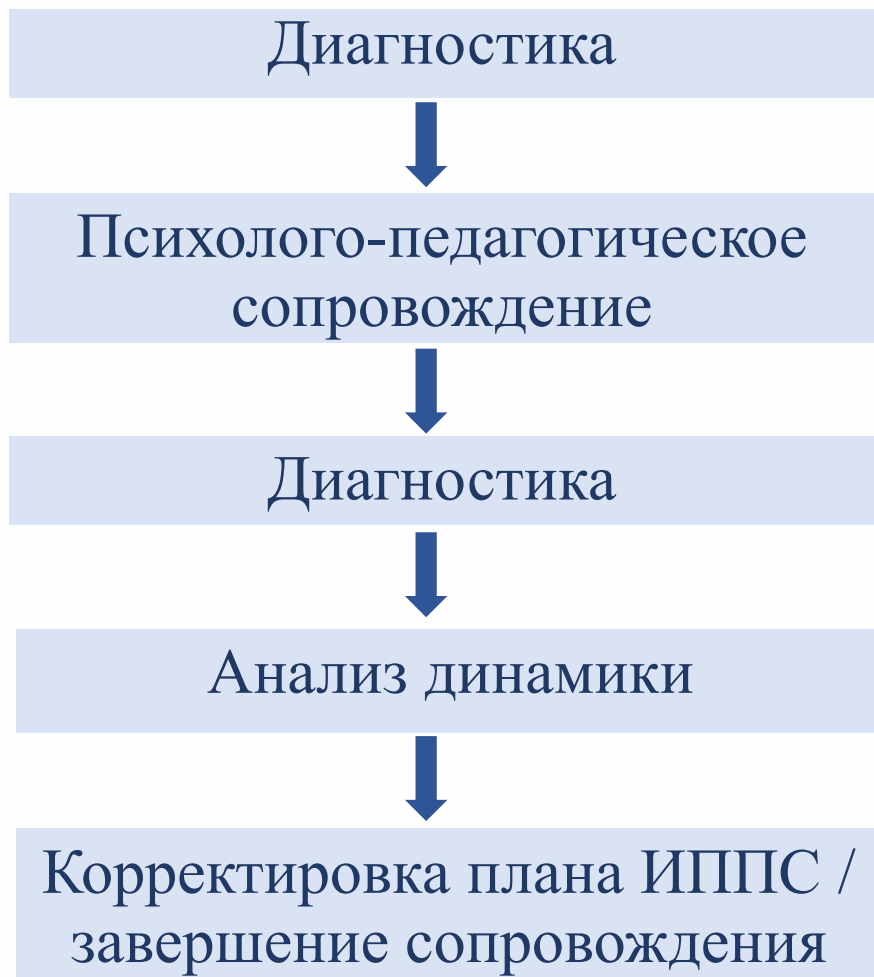 Диагностика
Психолого-педагогическое
сопровождение
Диагностика
Анализ динамики
Корректировка плана ИППС /
завершение сопровождения